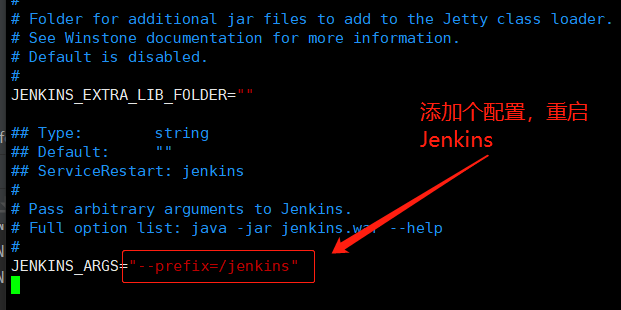 #
# Folder for additional jar files to add to the Jetty class loader.
# See Winstone documentation for more information.
# Default is disabled.
#
JENKINS_EXTRA_LIB_FOLDER=""
添加个配置，重启
Jenkins
## Type:        string
## Default:     ""
## ServiceRestart: jenkins
#
# Pass arbitrary arguments to Jenkins.
# Full option list: java -jar jenkins.war --help
#
JENKINS_ARGS="--prefix=/jenkins"